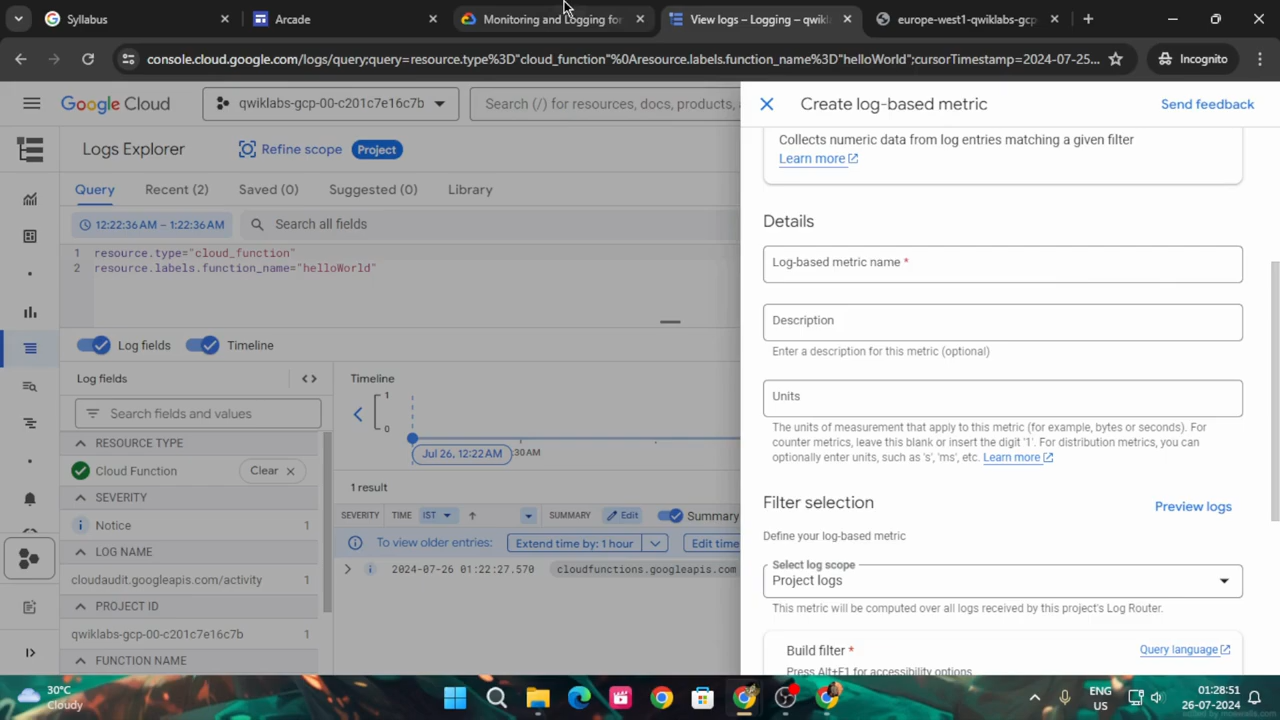 Syllabus
Arcade
Monitoring and Logging for
View logs – Logging – qwikl
europe-west1-qwiklabs-gcp
console.cloud.google.com/logs/query;query=resource.type%3D"cloud_function"%0Aresource.labels.function_name%3D"helloWorld";cursorTimestamp=2024-07-25...
Incognito
Google Cloud
qwiklabs-gcp-00-c201c7e16c7b
Search (/) for resources, docs, products,
Create log-based metric
Send feedback
Logs Explorer
Refine scope
Project
Collects numeric data from log entries matching a given filter
Learn more
Query
Recent (2)
Saved (0)
Suggested (0)
Library
12:22:36 AM – 1:22:36 AM
Search all fields
1 resource.type="cloud_function"
2 resource.labels.function_name="helloWorld"
Details
Log-based metric name *
Description
Enter a description for this metric (optional)
Log fields
Timeline
Log fields
Timeline
Units
The units of measurement that apply to this metric (for example, bytes or seconds). For
counter metrics, leave this blank or insert the digit '1'. For distribution metrics, you can
optionally enter units, such as 's', 'ms', etc. Learn more
Search fields and values
1
0
Jul 26, 12:22 AM
:30 AM
RESOURCE TYPE
Cloud Function
Clear
SEVERITY
Notice 1
LOG NAME
cloudaudit.googleapis.com/activity 1
PROJECT ID
qwiklabs-gcp-00-c201c7e16c7b 1
FUNCTION NAME
1 result
SEVERITY
TIME
IST
SUMMARY
Edit
Summary
To view older entries:
Extend time by: 1 hour
Edit time
2024-07-26 01:22:27.570
cloudfunctions.googleapis.com
Filter selection
Preview logs
Define your log-based metric
Select log scope
Project logs
This metric will be computed over all logs received by this project's Log Router.
Build filter *
Query language
Press Alt+F1 for accessibility options
30°C
Cloudy
ENG
US
01:28:51
26-07-2024